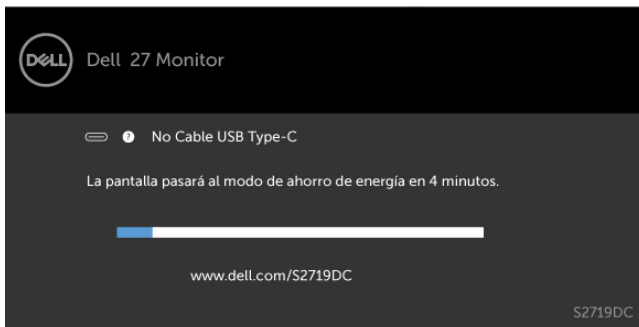 DELL
Dell 27 Monitor
? No Cable USB Type-C
La pantalla pasará al modo de ahorro de energía en 4 minutos.
www.dell.com/S2719DC
S2719DC